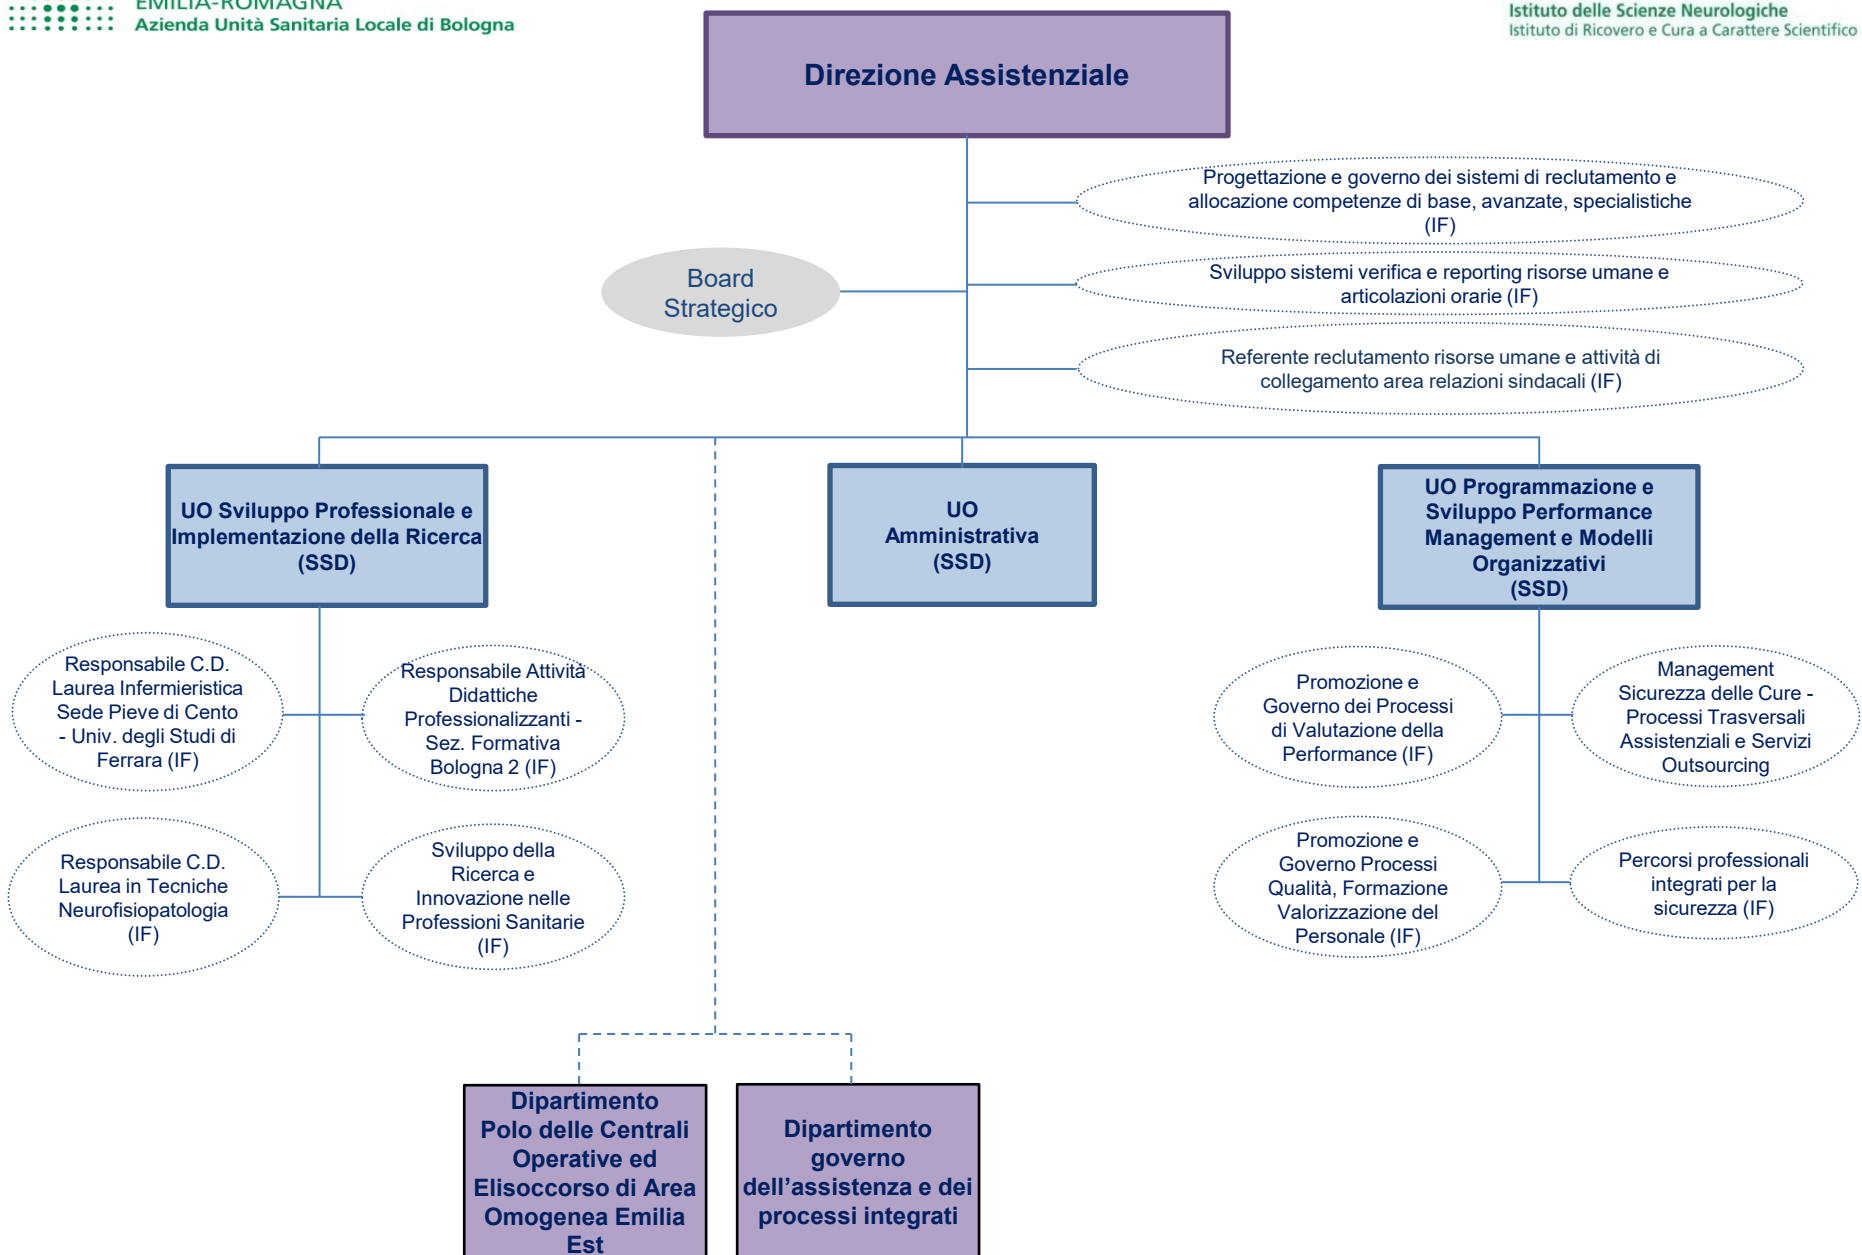 EMILIA-ROMAGNA
Azienda Unità Sanitaria Locale di Bologna
Istituto delle Scienze Neurologiche
Istituto di Ricovero e Cura a Carattere Scientifico
Direzione Assistenziale
Progettazione e governo dei sistemi di reclutamento e
allocazione competenze di base, avanzate, specialistiche
(IF)
Board
Strategico
Sviluppo sistemi verifica e reporting risorse umane e
articolazioni orarie (IF)
Referente reclutamento risorse umane e attività di
collegamento area relazioni sindacali (IF)
UO Sviluppo Professionale e
Implementazione della Ricerca
(SSD)
UO
Amministrativa
(SSD)
UO Programmazione e
Sviluppo Performance
Management e Modelli
Organizzativi
(SSD)
Responsabile C.D.
Laurea Infermieristica
Sede Pieve di Cento
- Univ. degli Studi di
Ferrara (IF)
Responsabile Attività
Didattiche
Professionalizzanti -
Sez. Formativa
Bologna 2 (IF)
Promozione e
Governo dei Processi
di Valutazione della
Performance (IF)
Management
Sicurezza delle Cure -
Processi Trasversali
Assistenziali e Servizi
Outsourcing
Responsabile C.D.
Laurea in Tecniche
Neurofisiopatologia
(IF)
Sviluppo della
Ricerca e
Innovazione nelle
Professioni Sanitarie
(IF)
Promozione e
Governo Processi
Qualità, Formazione
Valorizzazione del
Personale (IF)
Percorsi professionali
integrati per la
sicurezza (IF)
Dipartimento
Polo delle Centrali
Operative ed
Elisoccorso di Area
Omogenea Emilia
Est
Dipartimento
governo
dell’assistenza e dei
processi integrati